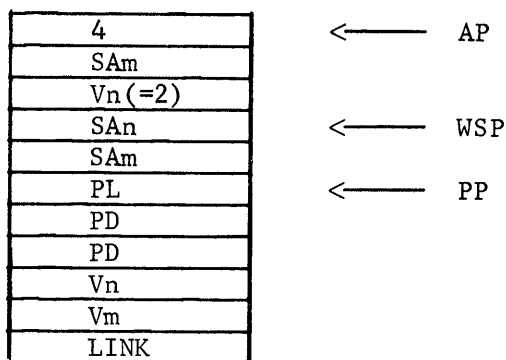 4 <—— AP
SAm
Vn(=2)
SAn <—— WSP
SAm
PL <—— PP
PD
PD
Vn
Vm
LINK